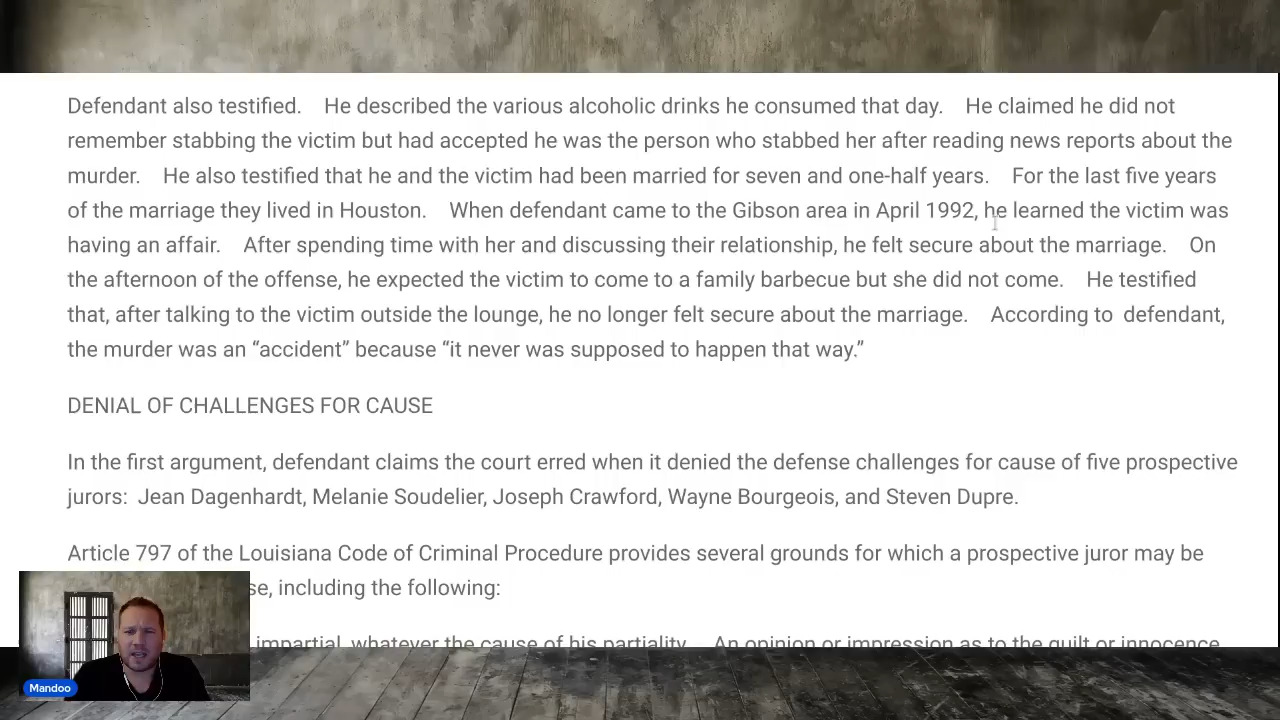 Defendant also testified. He described the various alcoholic drinks he consumed that day. He claimed he did not
remember stabbing the victim but had accepted he was the person who stabbed her after reading news reports about the
murder. He also testified that he and the victim had been married for seven and one-half years. For the last five years
of the marriage they lived in Houston. When defendant came to the Gibson area in April 1992, he learned the victim was
having an affair. After spending time with her and discussing their relationship, he felt secure about the marriage. On
the afternoon of the offense, he expected the victim to come to a family barbecue but she did not come. He testified
that, after talking to the victim outside the lounge, he no longer felt secure about the marriage. According to defendant,
the murder was an “accident” because “it never was supposed to happen that way.”
DENIAL OF CHALLENGES FOR CAUSE
In the first argument, defendant claims the court erred when it denied the defense challenges for cause of five prospective
jurors: Jean Dagenhardt, Melanie Soudelier, Joseph Crawford, Wayne Bourgeois, and Steven Dupre.
Article 797 of the Louisiana Code of Criminal Procedure provides several grounds for which a prospective juror may be
se, including the following:
impartial, whatever the cause of his partiality. An opinion or impression as to the guilt or innocence
Mandoo